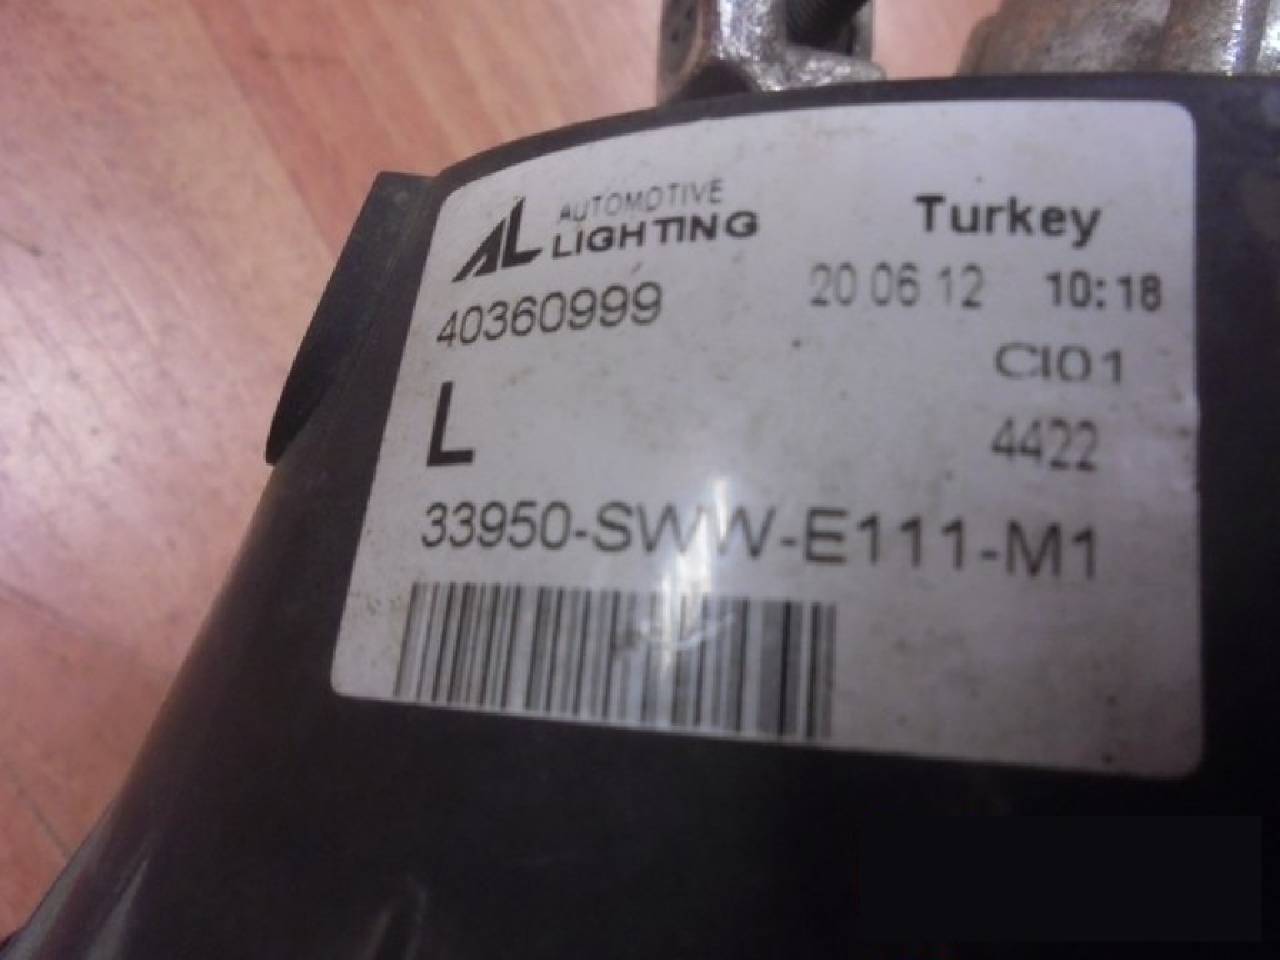 AL AUTOMOTIVE
LIGHTING
Turkey
40360999
20 06 12 10:18
CI01
L
4422
33950-SWW-E111-M1